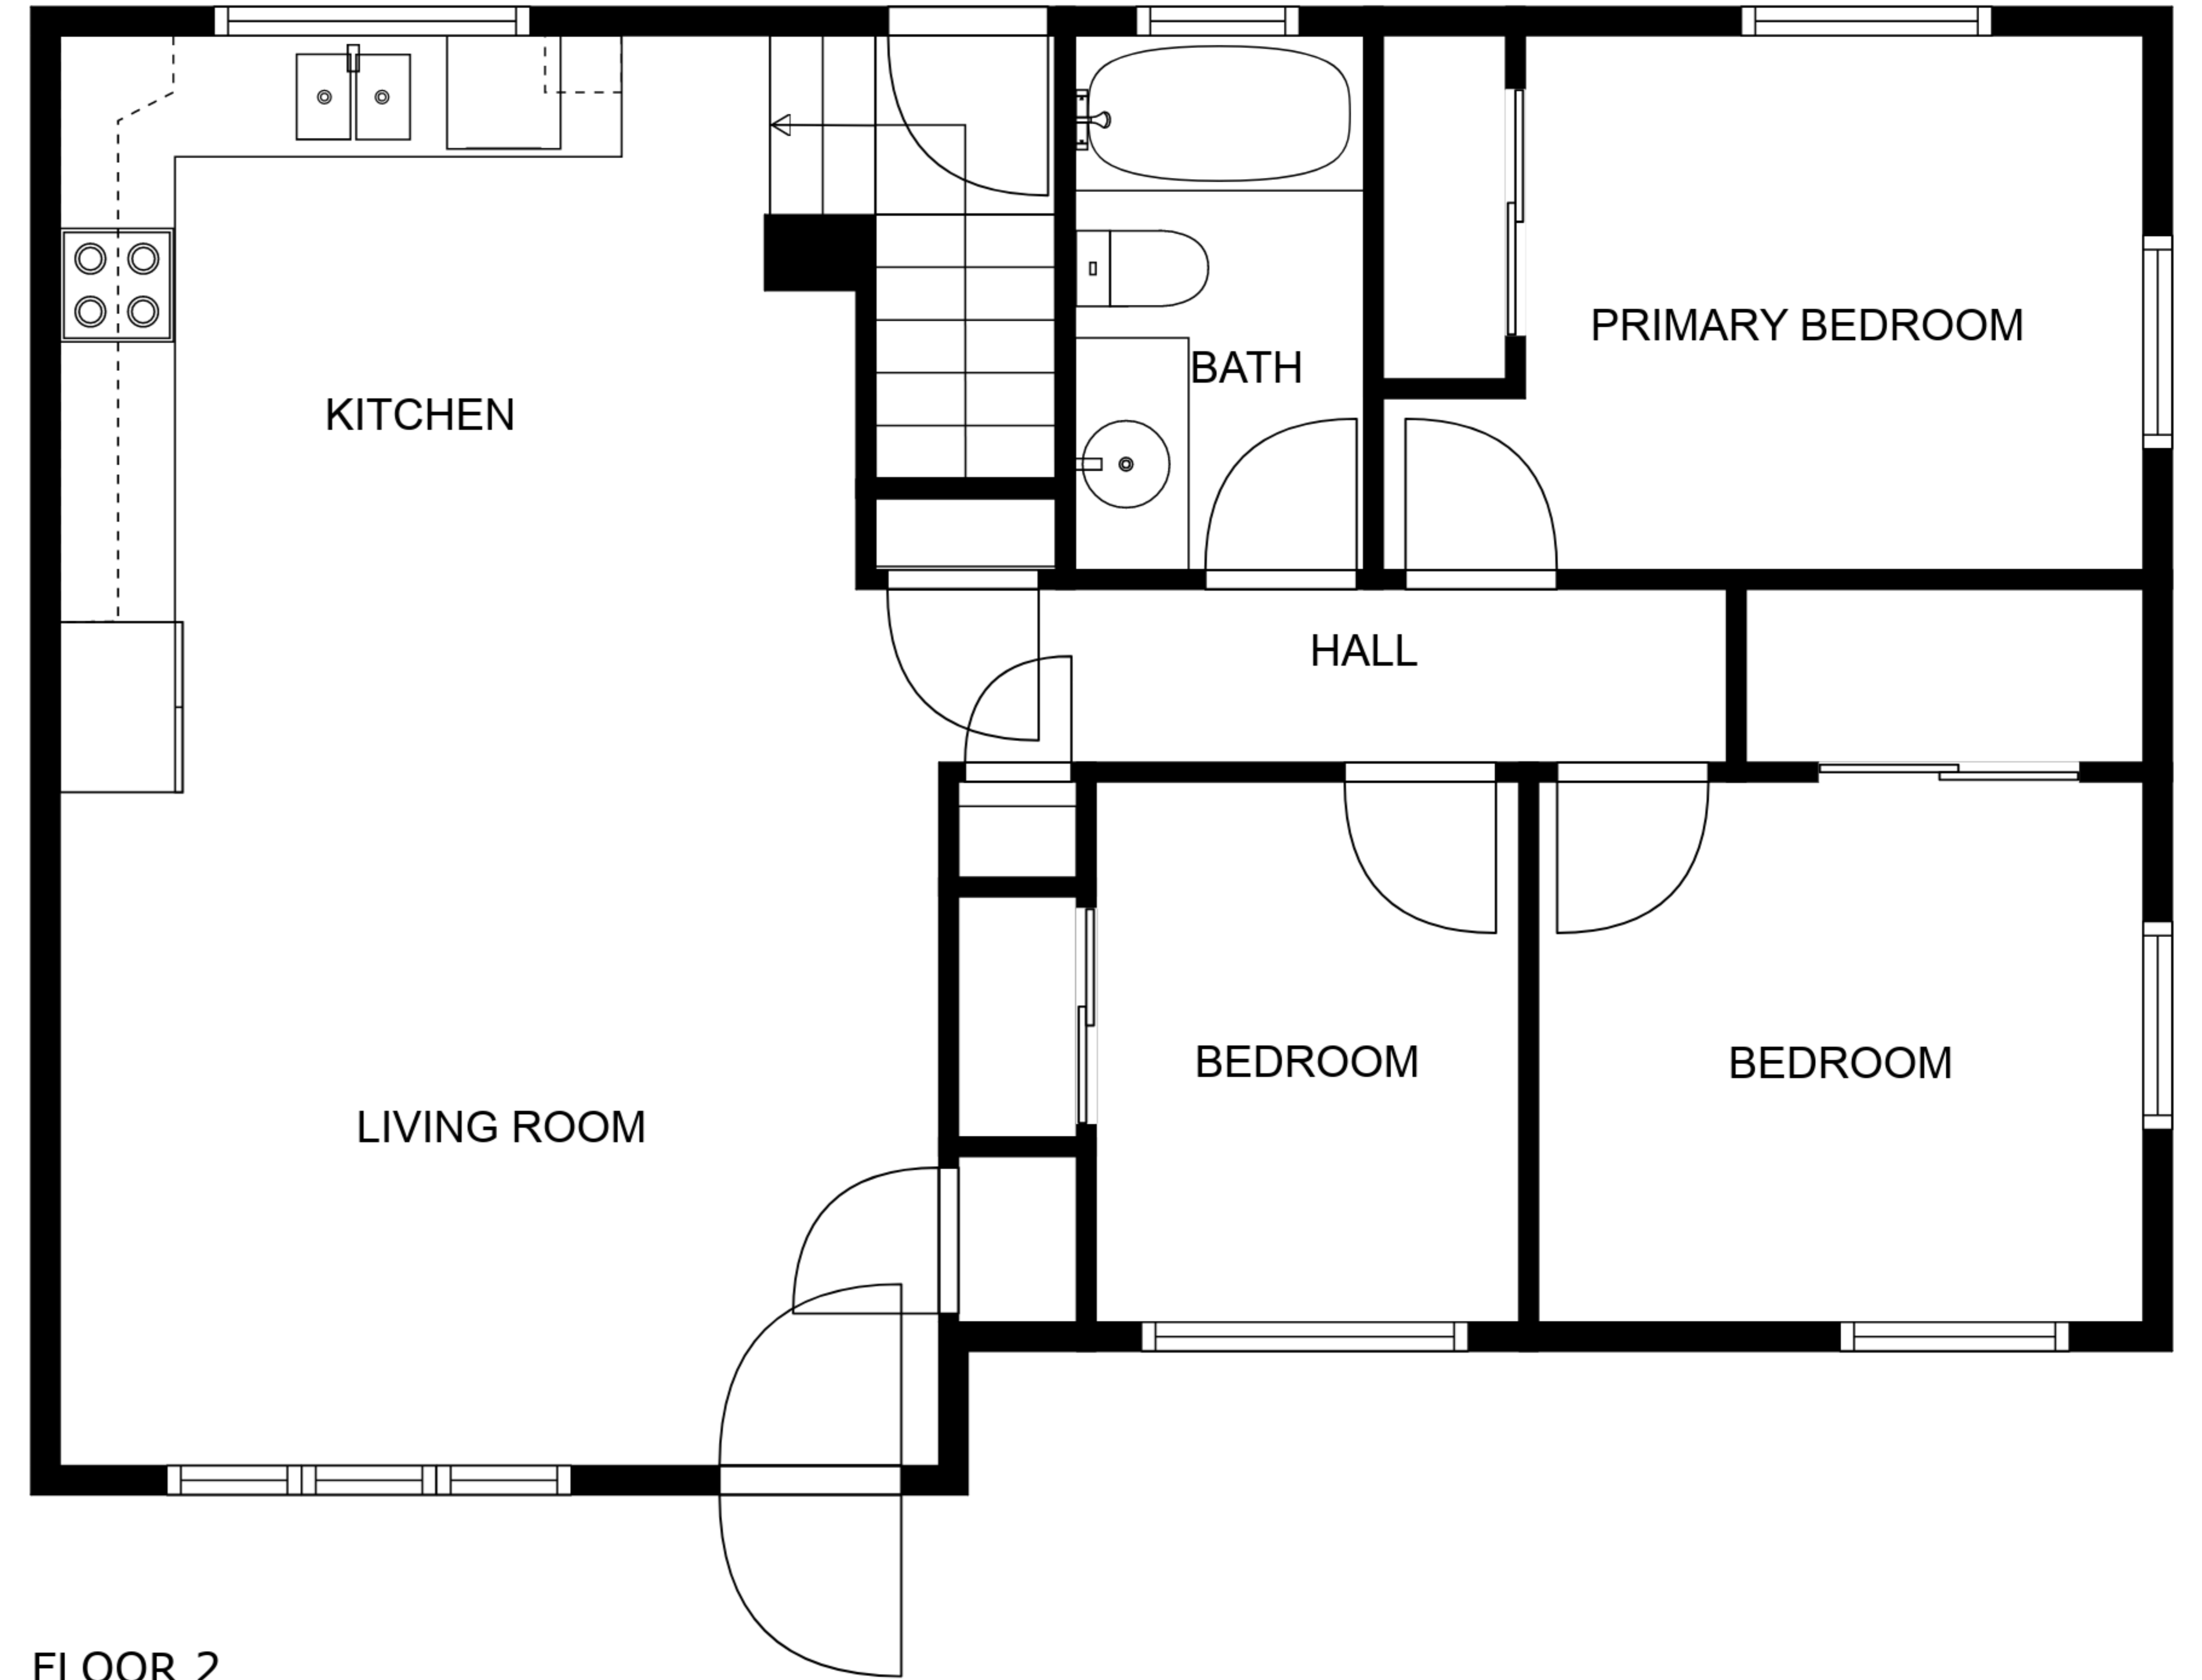 PRIMARY BEDROOM
BATH
KITCHEN
HALL
BEDROOM
BEDROOM
LIVING ROOM
FLOOR 2